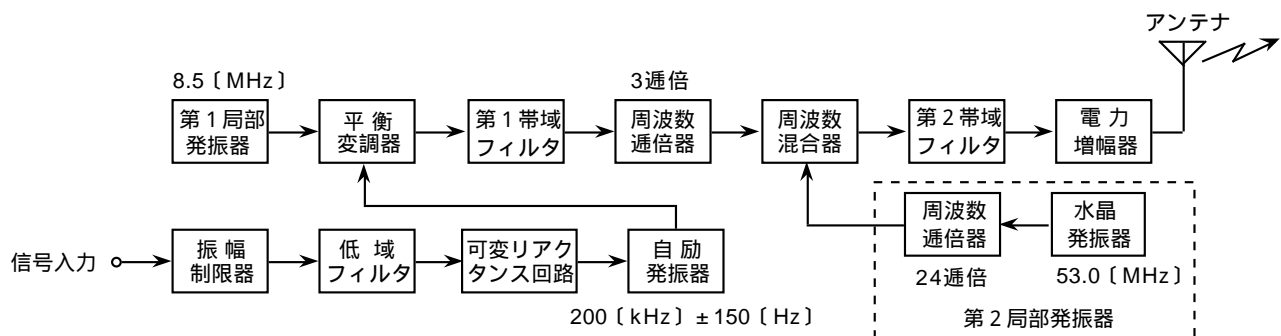 アンテナ
8.5〔MHz〕
3逓倍
第1局部
発振器
平 衡
変調器
第1帯域
フィルタ
周波数
逓倍器
周波数
混合器
第2帯域
フィルタ
電 力
増幅器
信号入力
振 幅
制限器
低 域
フィルタ
可変リアク
タンス回路
自 励
発振器
周波数
逓倍器
水晶
発振器
200〔kHz〕±150〔Hz〕
24逓倍
53.0〔MHz〕
第2局部発振器